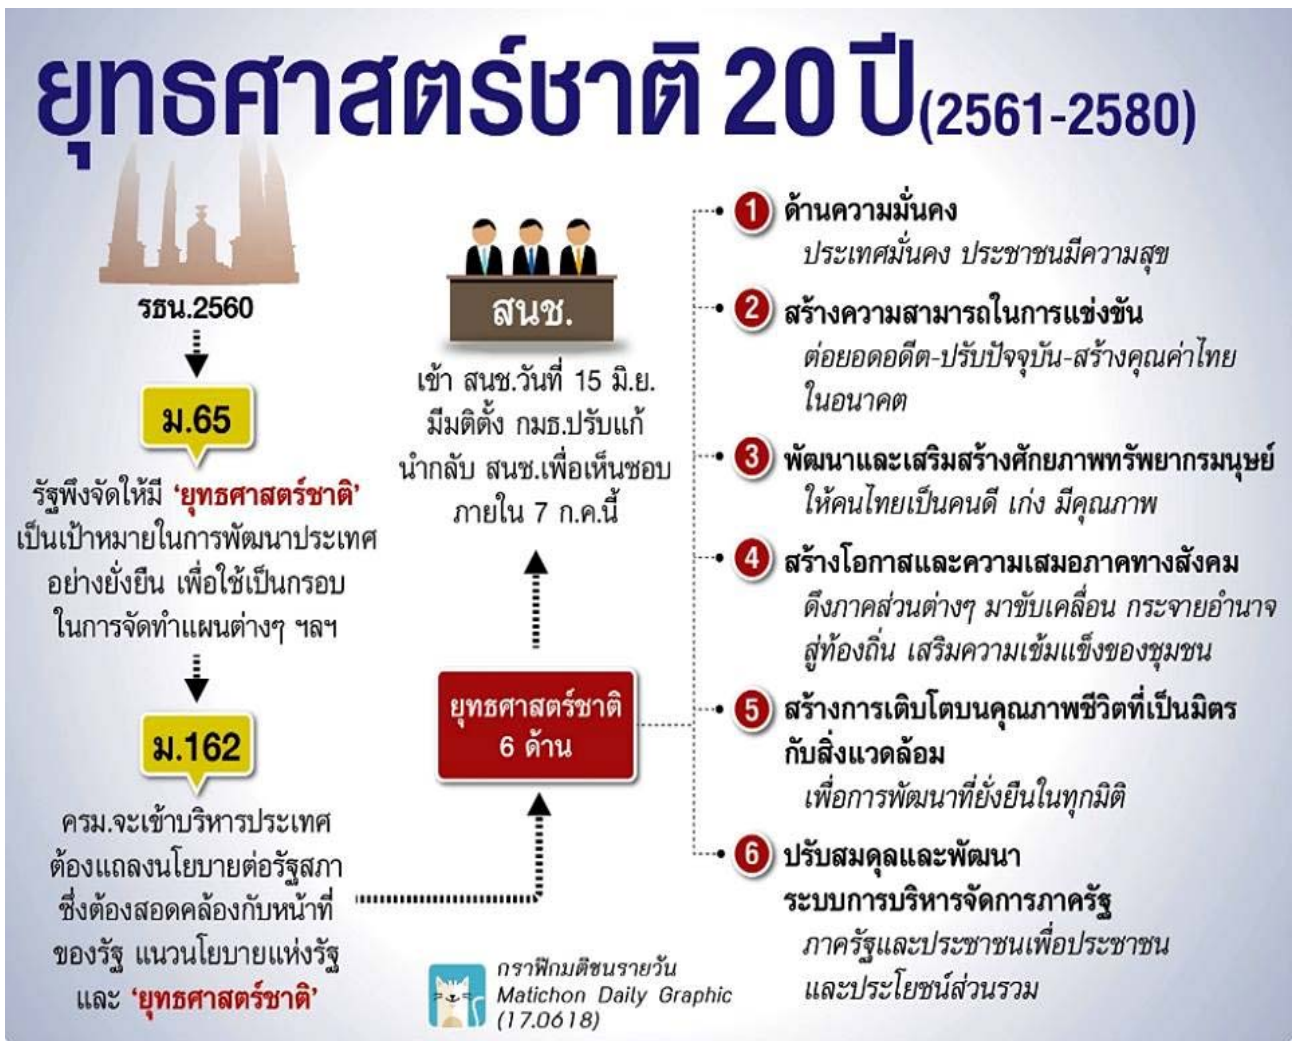 ยุทธศาสตร์ชาติ 20 ปี (2561-2580)
รธน.2560
ม.65
รัฐพึงจัดให้มี 'ยุทธศาสตร์ชาติ'
เป็นเป้าหมายในการพัฒนาประเทศ
อย่างยั่งยืน เพื่อใช้เป็นกรอบ
ในการจัดทำแผนต่างๆ ฯลฯ
ม.162
ครม.จะเข้าบริหารประเทศ
ต้องแถลงนโยบายต่อรัฐสภา
ซึ่งต้องสอดคล้องกับหน้าที่
ของรัฐ แนวนโยบายแห่งรัฐ
และ 'ยุทธศาสตร์ชาติ'
สนช.
เข้า สนช.วันที่ 15 มิ.ย.
มีมติตั้ง กมธ.ปรับแก้
นำกลับ สนช.เพื่อเห็นชอบ
ภายใน 7 ก.ค.นี้
ยุทธศาสตร์ชาติ
6 ด้าน
1 ด้านความมั่นคง
ประเทศมั่นคง ประชาชนมีความสุข
2 สร้างความสามารถในการแข่งขัน
ต่อยอดอดีต-ปรับปัจจุบัน-สร้างคุณค่าไทย
ในอนาคต
3 พัฒนาและเสริมสร้างศักยภาพทรัพยากรมนุษย์
ให้คนไทยเป็นคนดี เก่ง มีคุณภาพ
4 สร้างโอกาสและความเสมอภาคทางสังคม
ดึงภาคส่วนต่างๆ มาขับเคลื่อน กระจายอำนาจ
สู่ท้องถิ่น เสริมความเข้มแข็งของชุมชน
5 สร้างการเติบโตบนคุณภาพชีวิตที่เป็นมิตร
กับสิ่งแวดล้อม
เพื่อการพัฒนาที่ยั่งยืนในทุกมิติ
6 ปรับสมดุลและพัฒนา
ระบบการบริหารจัดการภาครัฐ
ภาครัฐและประชาชนเพื่อประชาชน
และประโยชน์ส่วนรวม
กราฟิกมติชนรายวัน
Matichon Daily Graphic
(17.0618)